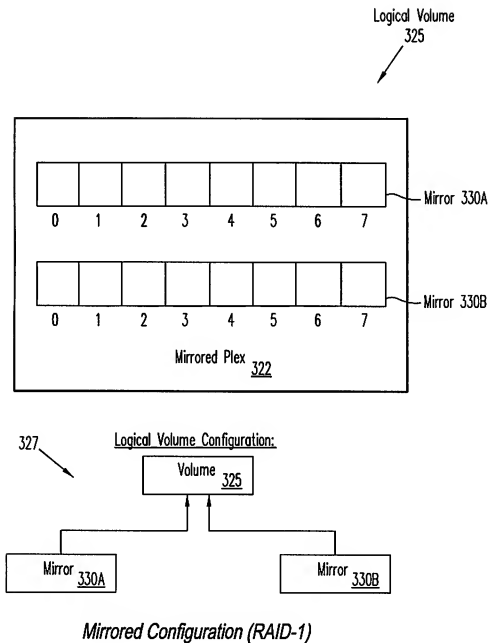 Logical Volume
325
Mirror 330A
0 1 2 3 4 5 6 7
Mirror 330B
0 1 2 3 4 5 6 7
Mirrored Plex 322
327
Logical Volume Configuration:
Volume 325
Mirror 330A
Mirror 330B
Mirrored Configuration (RAID-1)